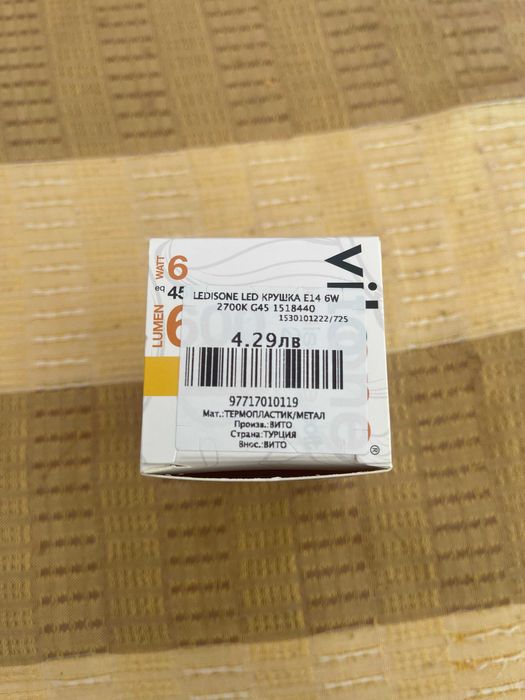 WATT 6
eq 45
LUMEN 6
LEDISONE LED КРУШКА E14 6W
2700K G45 1518440
1530101222/725
4.29лв
97717010119
Мат.:ТЕРМОПЛАСТИК/МЕТАЛ
Произв.:ВИТО
Страна:ТУРЦИЯ
Внос.:ВИТО
®